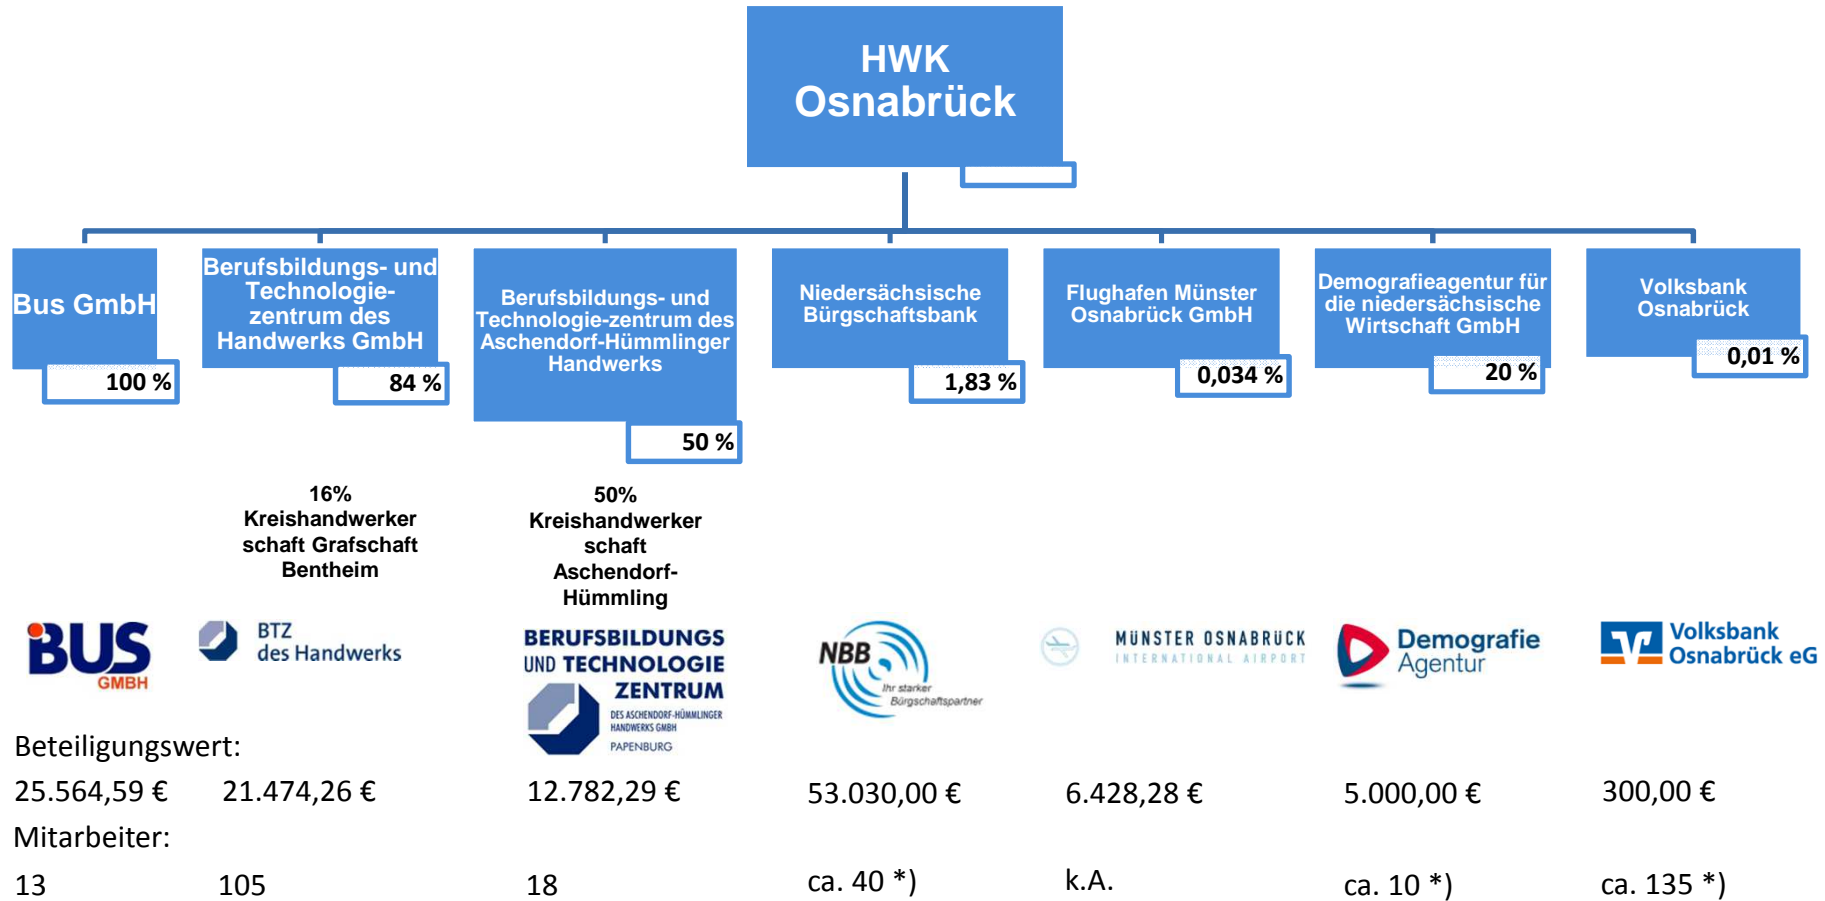 HWK
Osnabrück
Bus GmbH
100 %
Berufsbildungs- und
Technologie-
zentrum des
Handwerks GmbH
84 %
Berufsbildungs- und
Technologie-zentrum des
Aschendorf-Hümmlinger
Handwerks
50 %
Niedersächsische
Bürgschaftsbank
1,83 %
Flughafen Münster
Osnabrück GmbH
0,034 %
Demografieagentur für
die niedersächsische
Wirtschaft GmbH
20 %
Volksbank
Osnabrück
0,01 %
16%
Kreishandwerker
schaft Grafschaft
Bentheim
50%
Kreishandwerker
schaft
Aschendorf-
Hümmling
BUS
GMBH
BTZ
des Handwerks
BERUFSBILDUNGS
UND TECHNOLOGIE
ZENTRUM
DES ASCHENDORF-HÜMMLINGER
HANDWERKS GMBH
PAPENBURG
NBB
Ihr starker
Bürgschaftspartner
MÜNSTER OSNABRÜCK
INTERNATIONAL AIRPORT
Demografie
Agentur
Volksbank
Osnabrück eG
Beteiligungswert:
25.564,59 € 21.474,26 € 12.782,29 € 53.030,00 € 6.428,28 € 5.000,00 € 300,00 €
Mitarbeiter:
13 105 18 ca. 40 *) k.A. ca. 10 *) ca. 135 *)